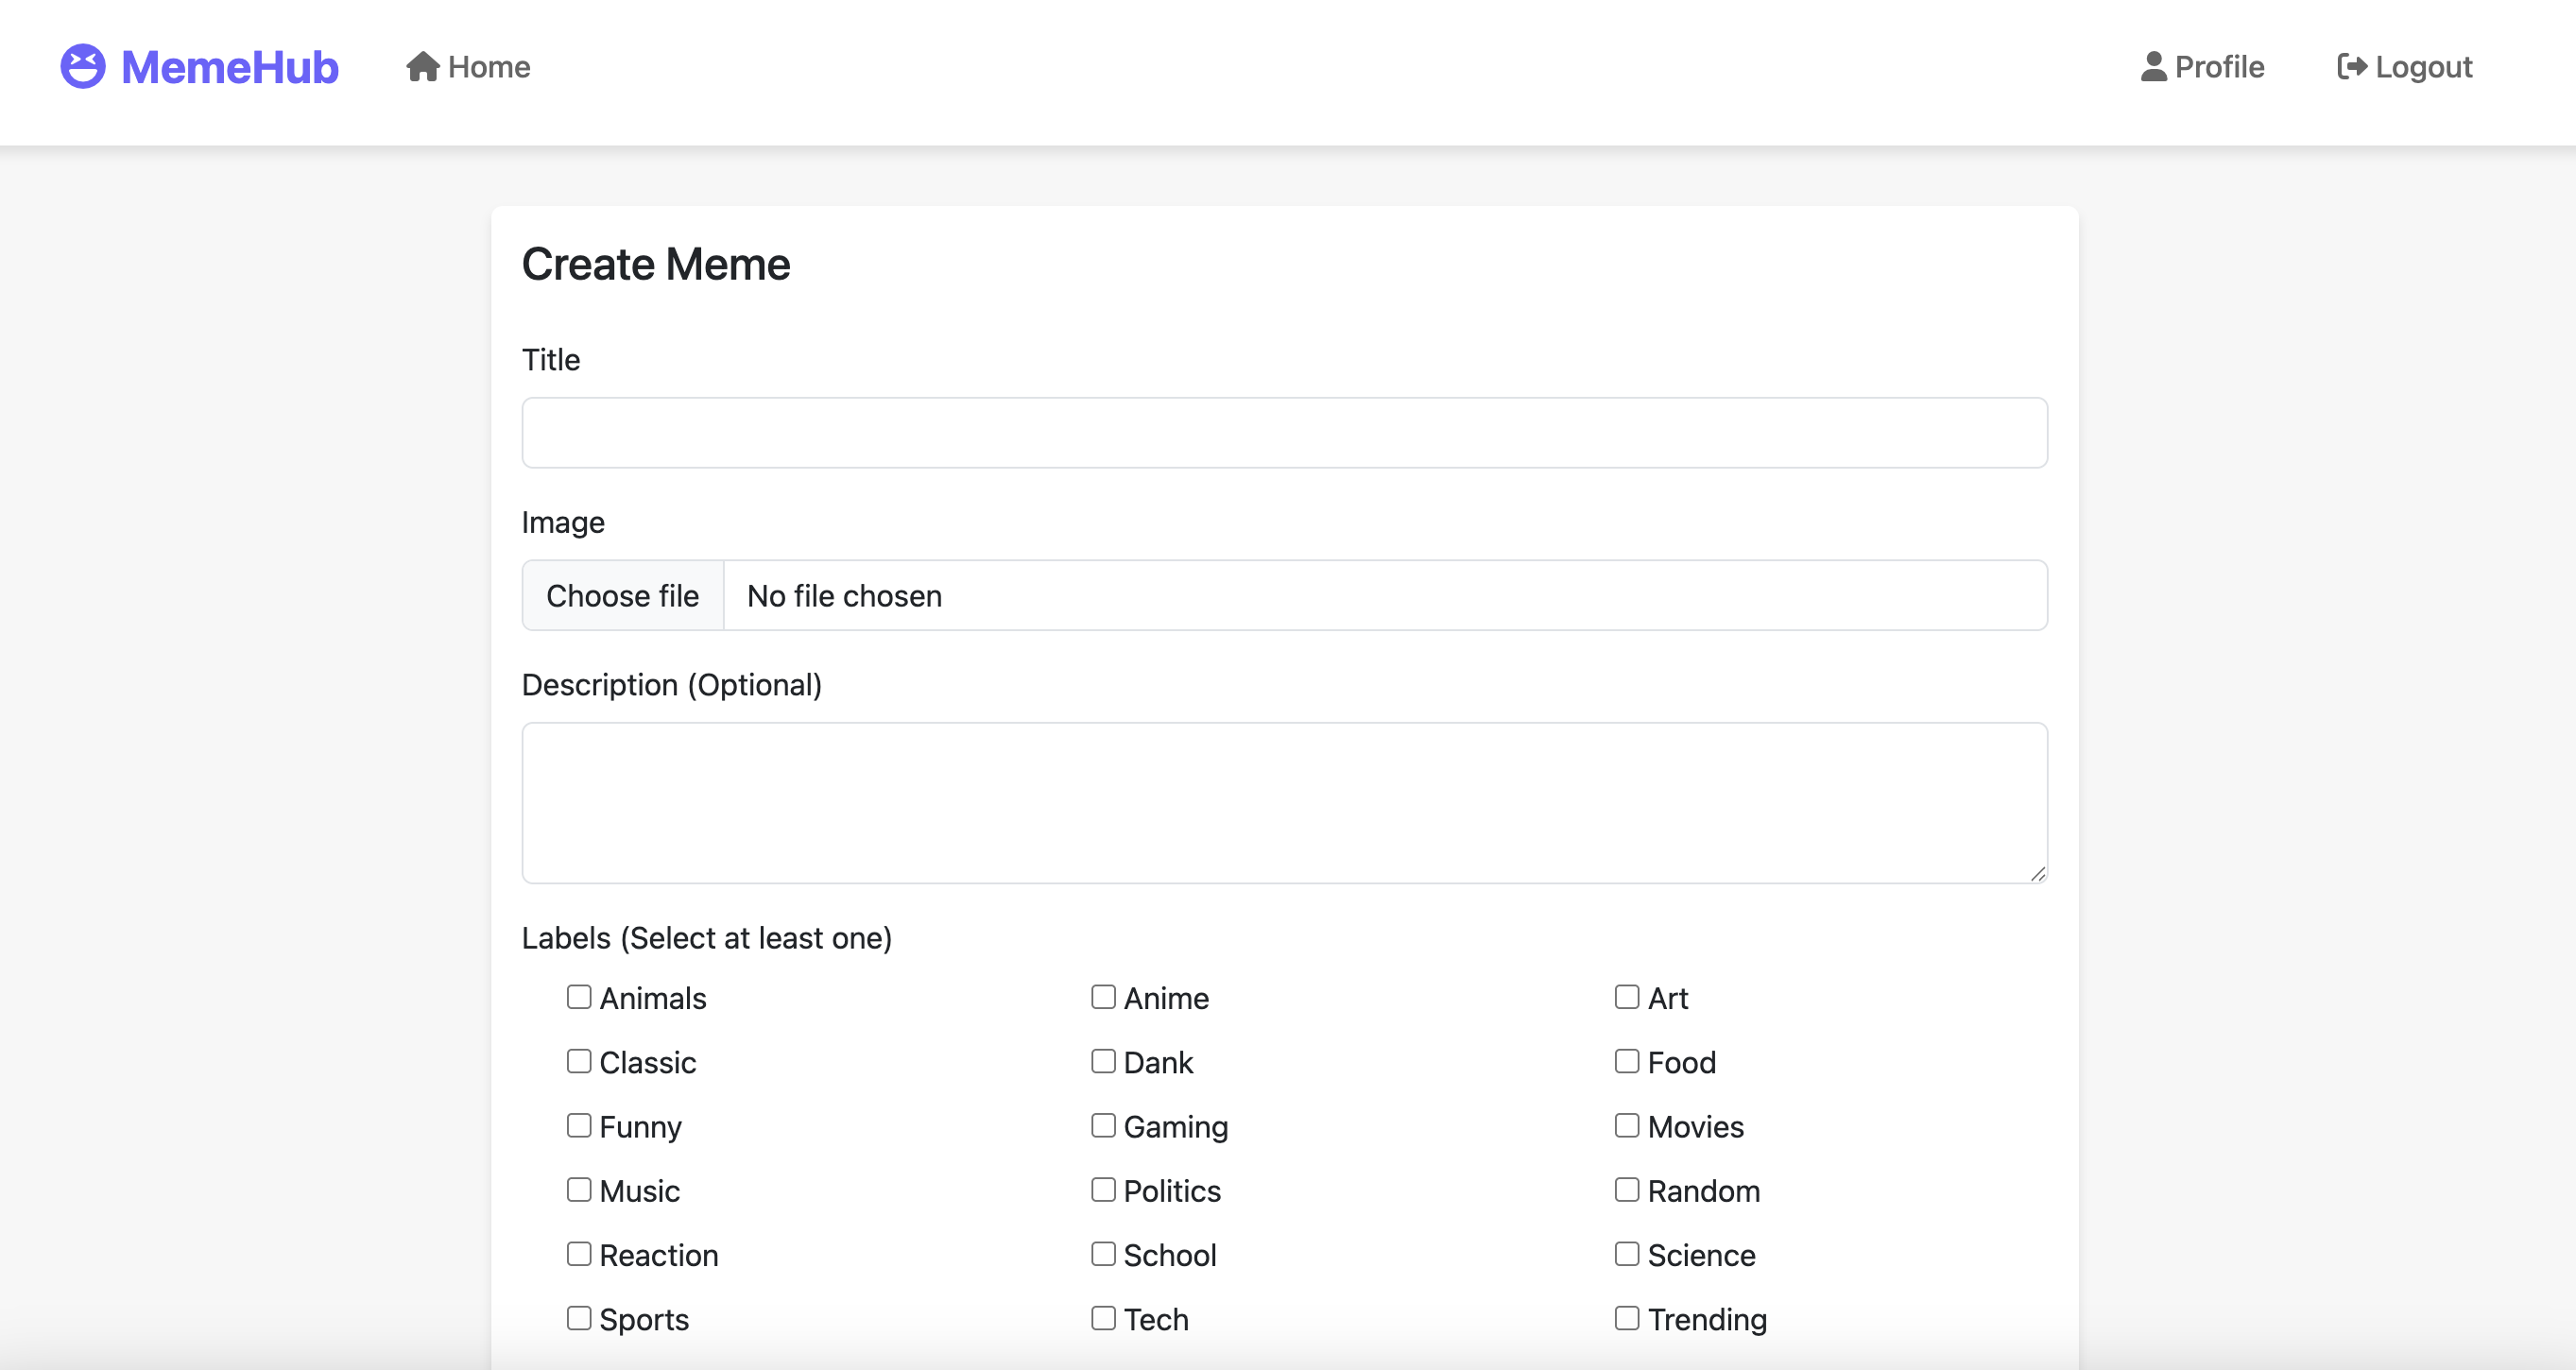 MemeHub Home Profile Logout
Create Meme
Title
Image
Choose file No file chosen
Description (Optional)
Labels (Select at least one)
Animals Anime Art
Classic Dank Food
Funny Gaming Movies
Music Politics Random
Reaction School Science
Sports Tech Trending